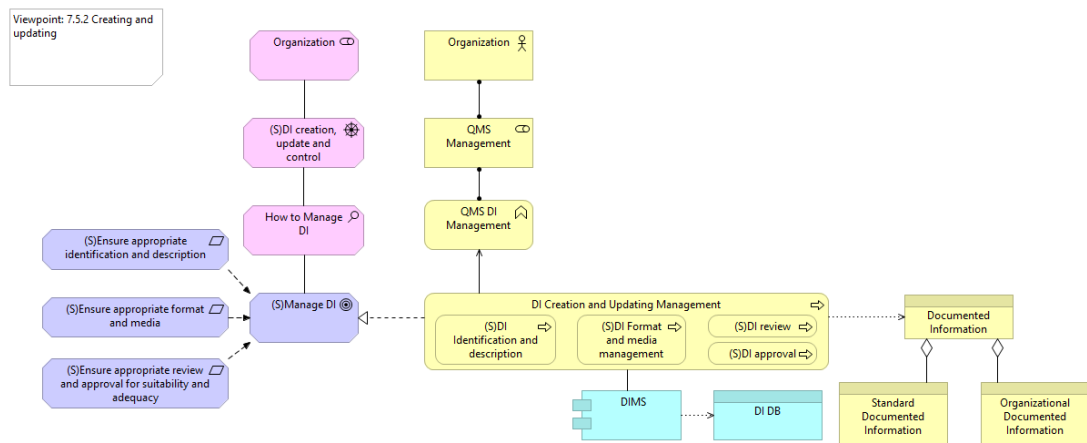 Viewpoint: 7.5.2 Creating and
updating
Organization
Organization
(S)DI creation,
update and
control
QMS
Management
How to Manage
DI
QMS DI
Management
(S)Ensure appropriate
identification and description
(S)Ensure appropriate format
and media
(S)Ensure appropriate review
and approval for suitability and
adequacy
(S)Manage DI
DI Creation and Updating Management
(S)DI
Identification and
description
(S)DI Format
and media
management
(S)DI review
(S)DI approval
Documented
Information
DIMS
DI DB
Standard
Documented
Information
Organizational
Documented
Information